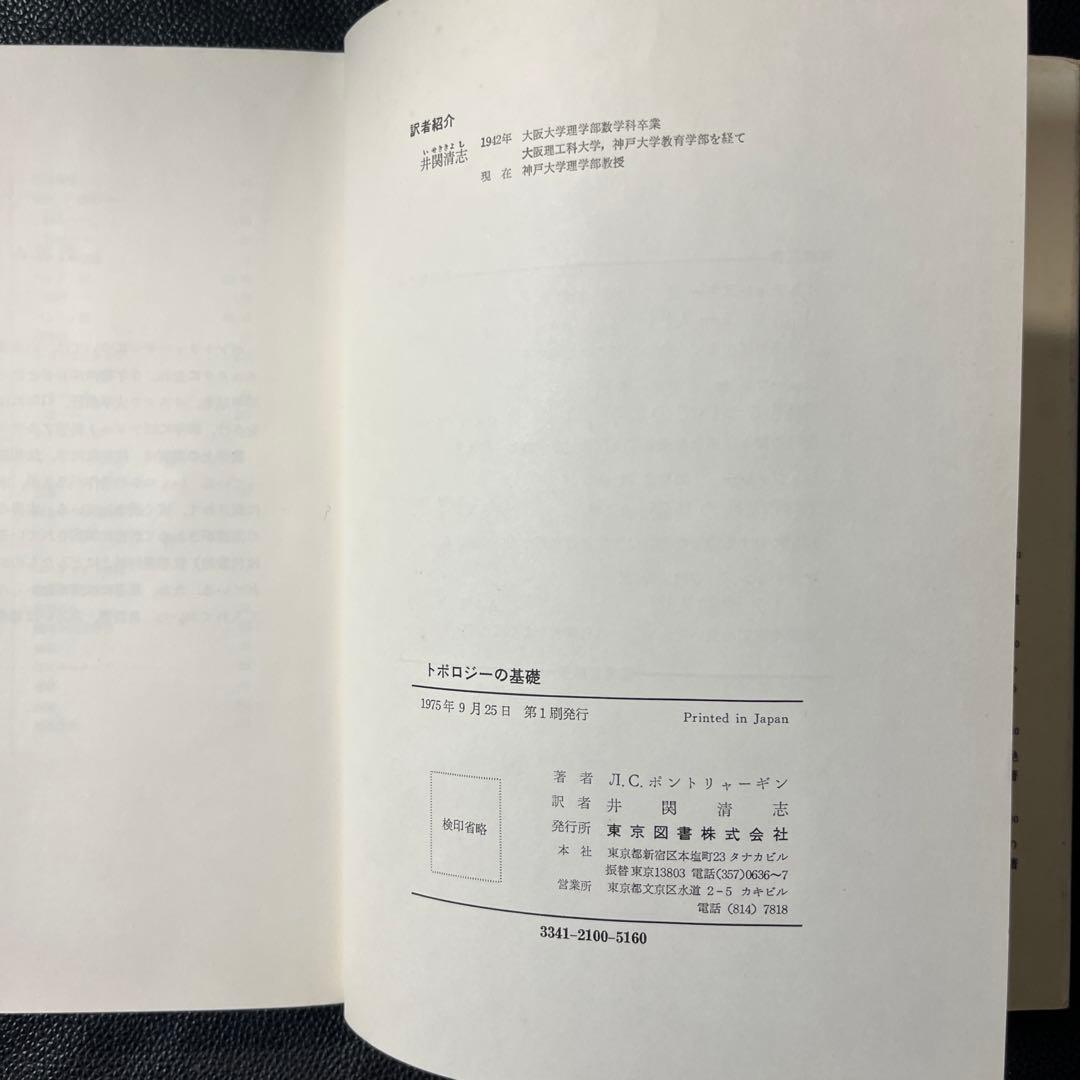 訳者紹介
いせききよし
井関清志
1942年 大阪大学理学部数学科卒業
大阪理工科大学，神戸大学教育学部を経て
現在 神戸大学理学部教授
トポロジーの基礎
1975年9月25日 第1刷発行 Printed in Japan
検印省略
著者 Л.С.ポントリャーギン
訳者 井関清志
発行所 東京図書株式会社
本社 東京都新宿区本塩町23 タナカビル
振替東京13803 電話(357)0636〜7
営業所 東京都文京区水道 2-5 カキビル
電話 (814) 7818
3341-2100-5160